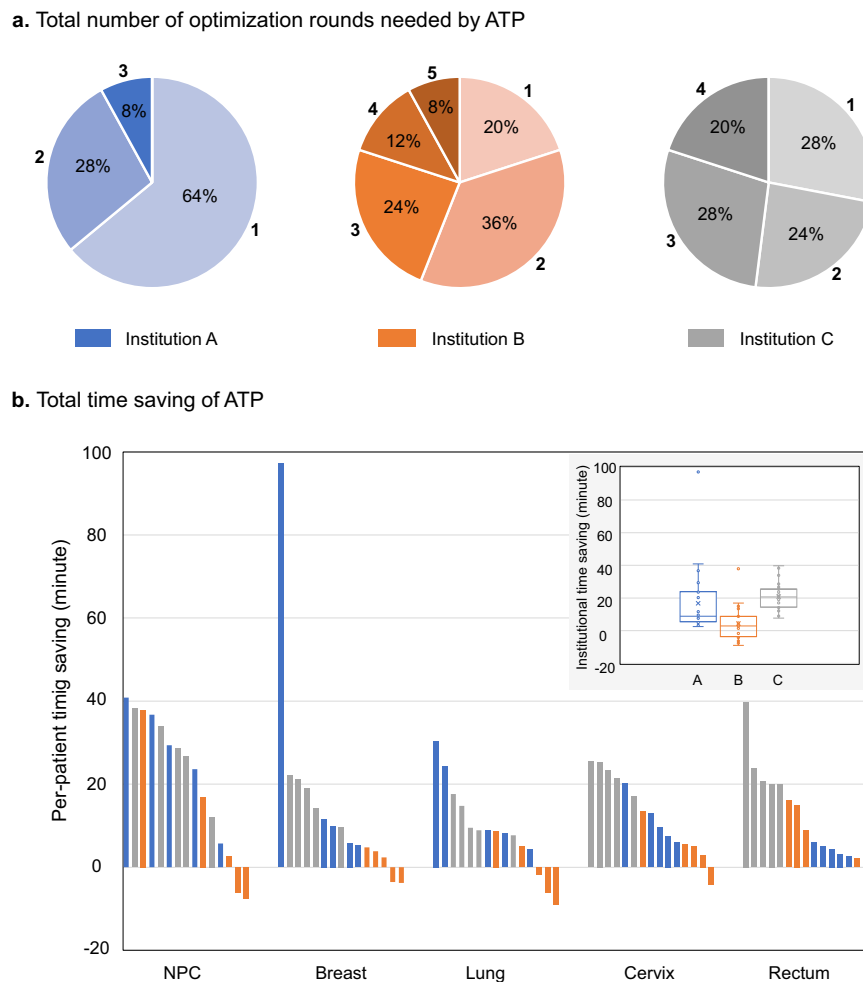 a. Total number of optimization rounds needed by ATP
3
8%
2
28%
64%
1
5
4
8%
1
12%
20%
24%
3
36%
2
4
20%
1
28%
28%
3
24%
2
Institution A
Institution B
Institution C
b. Total time saving of ATP
Per-patient timig saving (minute)
100
80
60
40
20
0
-20
NPC
Breast
Lung
Cervix
Rectum
Institutional time saving (minute)
100
80
60
40
20
0
-20
A
B
C